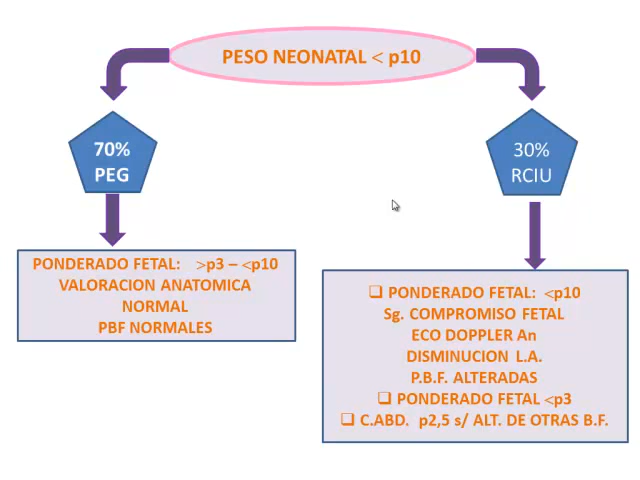 PESO NEONATAL < p10
70%
PEG
30%
RCIU
PONDERADO FETAL: >p3 – <p10
VALORACION ANATOMICA
NORMAL
PBF NORMALES
❑ PONDERADO FETAL: <p10
Sg. COMPROMISO FETAL
ECO DOPPLER An
DISMINUCION L.A.
P.B.F. ALTERADAS
❑ PONDERADO FETAL <p3
❑ C.ABD. p2,5 s/ ALT. DE OTRAS B.F.